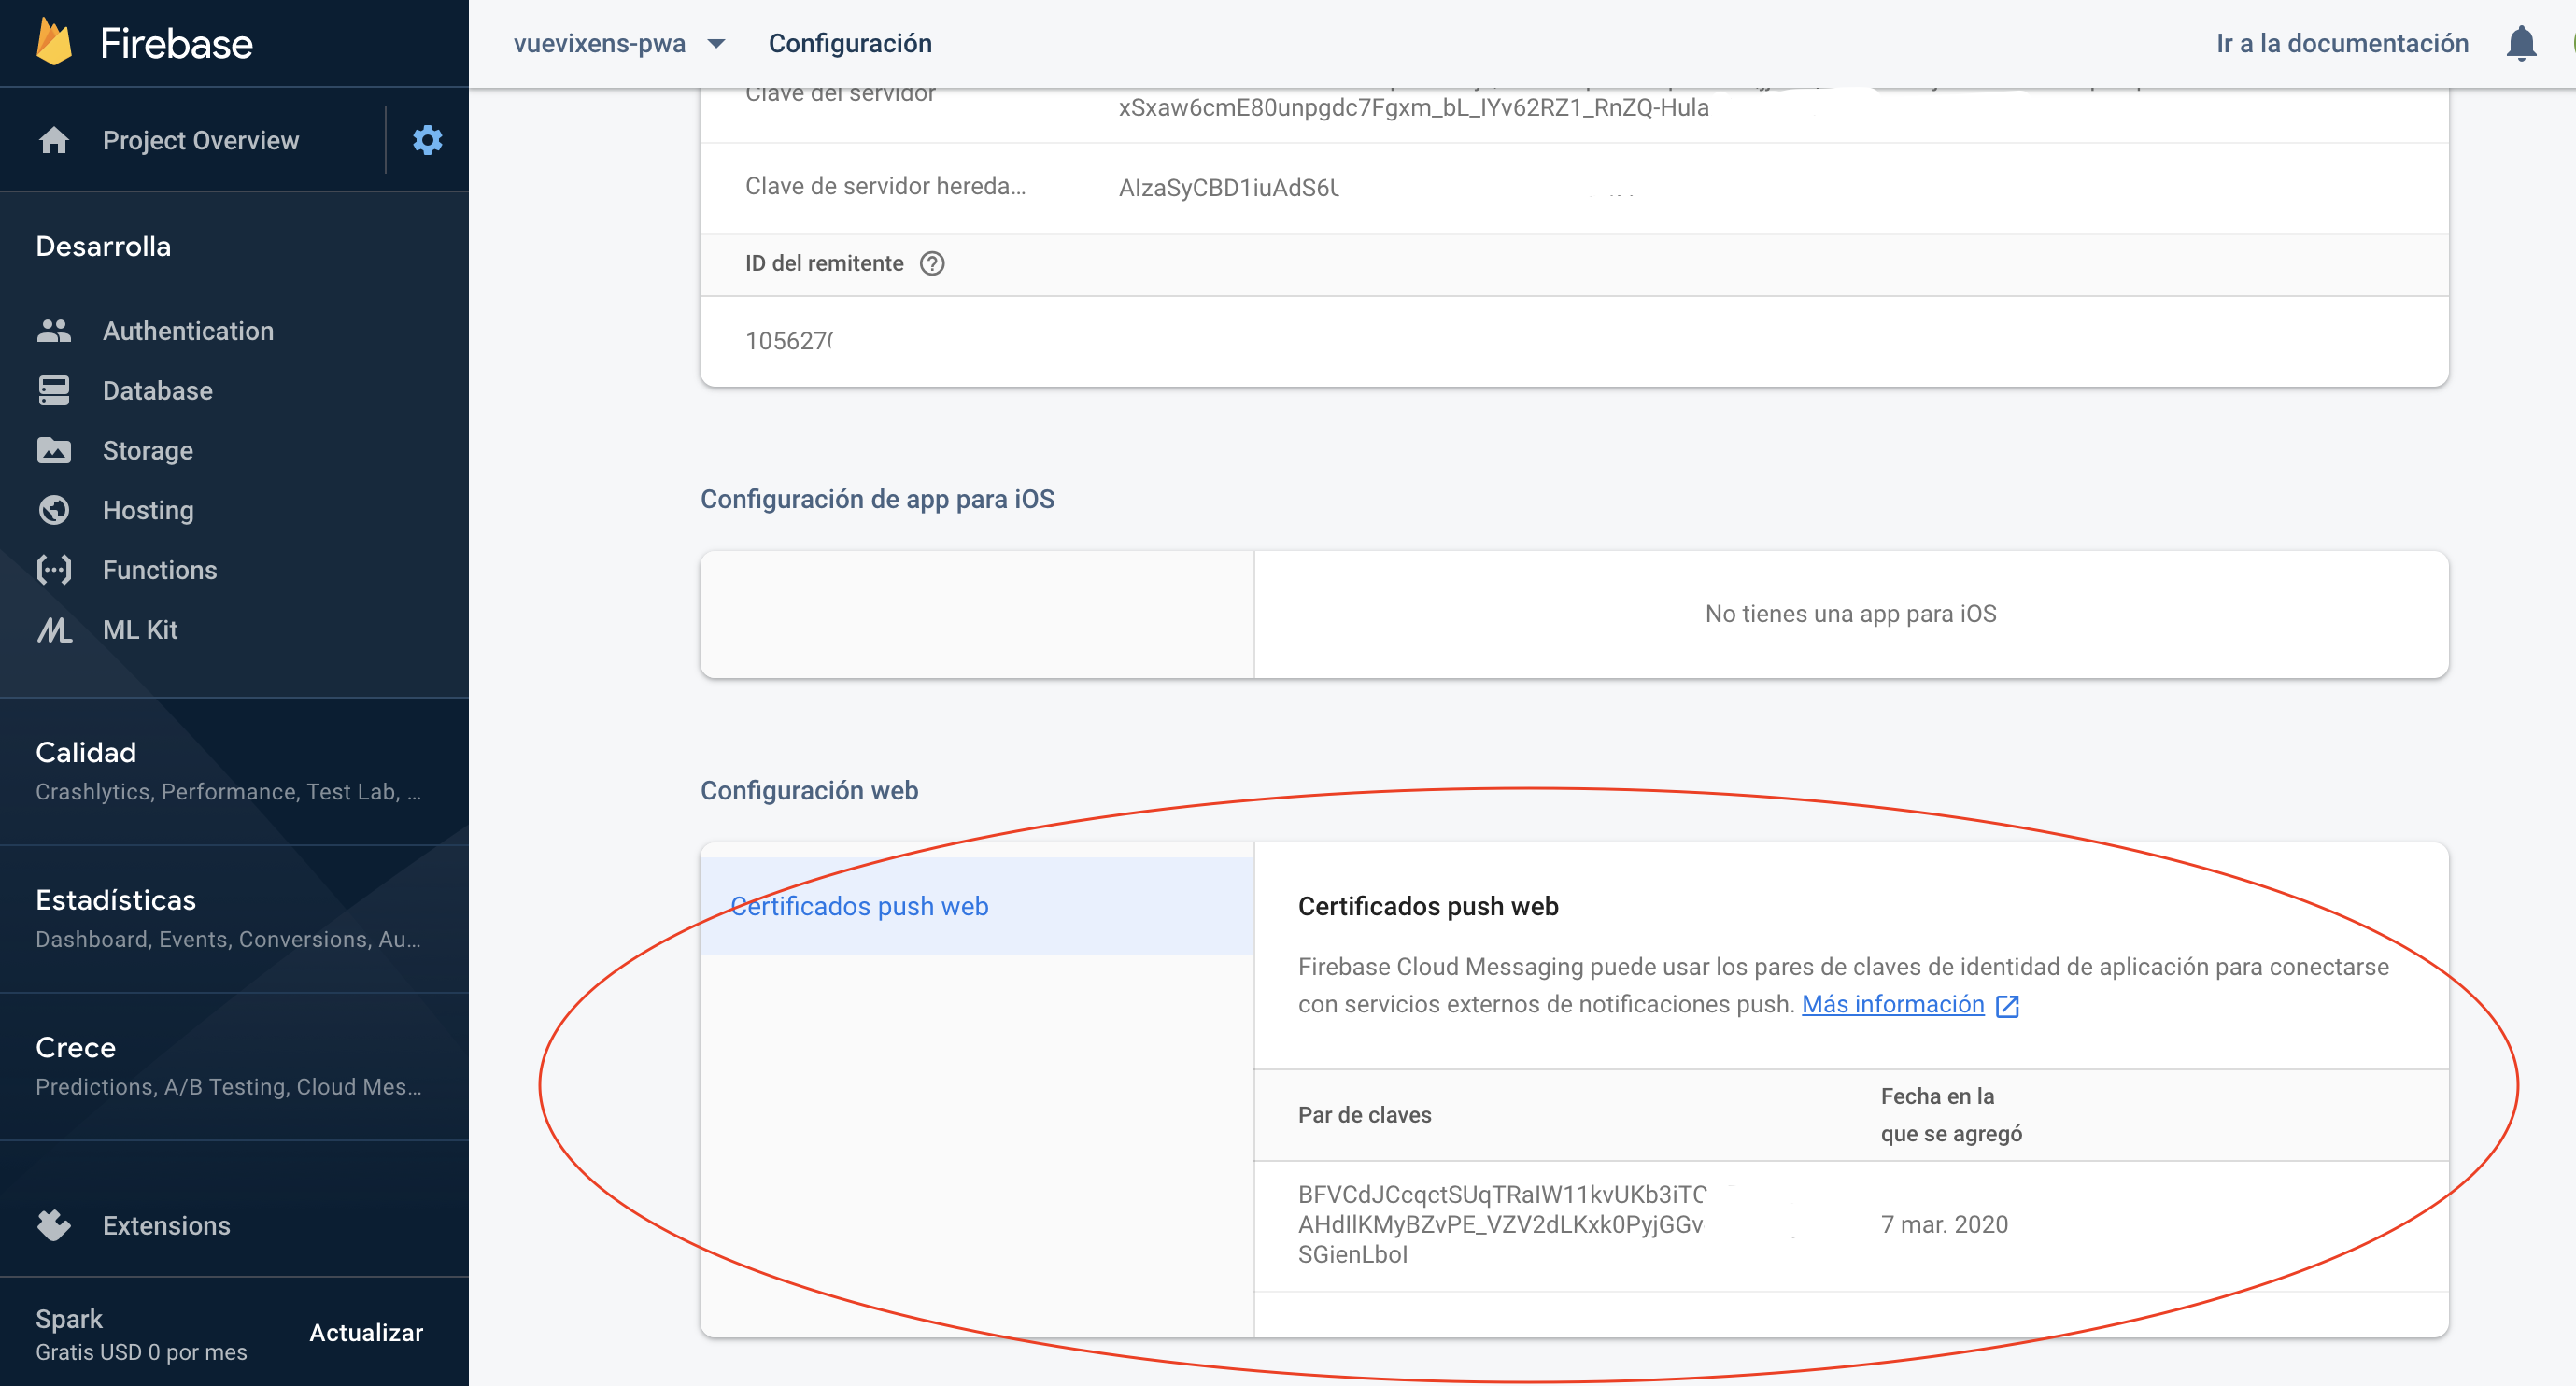 Firebase
Project Overview
Desarrolla
Authentication
Database
Storage
Hosting
Functions
ML Kit
Calidad
Crashlytics, Performance, Test Lab, ...
Estadísticas
Dashboard, Events, Conversions, Au...
Crece
Predictions, A/B Testing, Cloud Mes...
Extensions
Spark
Gratis USD 0 por mes
Actualizar
vuevixens-pwa
Configuración
Ir a la documentación
Clave del servidor
xSxaw6cmE80unpgdc7Fgxm_bL_IYv62RZ1_RnZQ-Hula
Clave de servidor hereda...
AIzaSyCBD1iuAdS6
ID del remitente
105627
Configuración de app para iOS
No tienes una app para iOS
Configuración web
Certificados push web
Certificados push web
Firebase Cloud Messaging puede usar los pares de claves de identidad de aplicación para conectarse
con servicios externos de notificaciones push. Más información
Par de claves
Fecha en la
que se agregó
BFVCdJCcqctSUqTRaIW11kvUKb3iT
AHdIlKMyBZvPE_VZV2dLKxk0PyjGGv
SGienLboI
7 mar. 2020